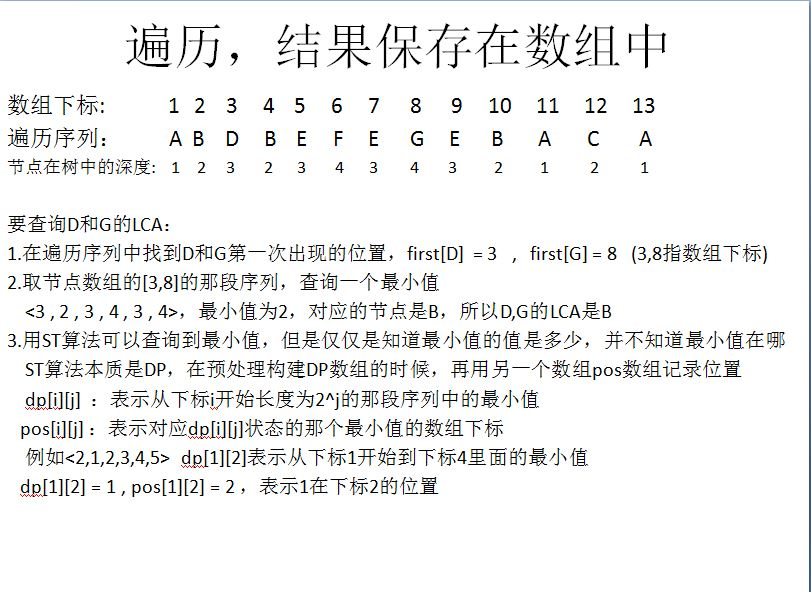 遍历，结果保存在数组中
数组下标: 1 2 3 4 5 6 7 8 9 10 11 12 13
遍历序列： A B D B E F E G E B A C A
节点在树中的深度: 1 2 3 2 3 4 3 4 3 2 1 2 1
要查询D和G的LCA：
1.在遍历序列中找到D和G第一次出现的位置，first[D] = 3 ，first[G] = 8 (3,8指数组下标)
2.取节点数组的[3,8]的那段序列，查询一个最小值
<3 , 2 , 3 , 4 , 3 , 4>，最小值为2，对应的节点是B，所以D,G的LCA是B
3.用ST算法可以查询到最小值，但是仅仅是知道最小值的值是多少，并不知道最小值在哪
ST算法本质是DP，在预处理构建DP数组的时候，再用另一个数组pos数组记录位置
dp[i][j] ：表示从下标i开始长度为2^j的那段序列中的最小值
pos[i][j]：表示对应dp[i][j]状态的那个最小值的数组下标
例如<2,1,2,3,4,5> dp[1][2]表示从下标1开始到下标4里面的最小值
dp[1][2] = 1 , pos[1][2] = 2 ，表示1在下标2的位置